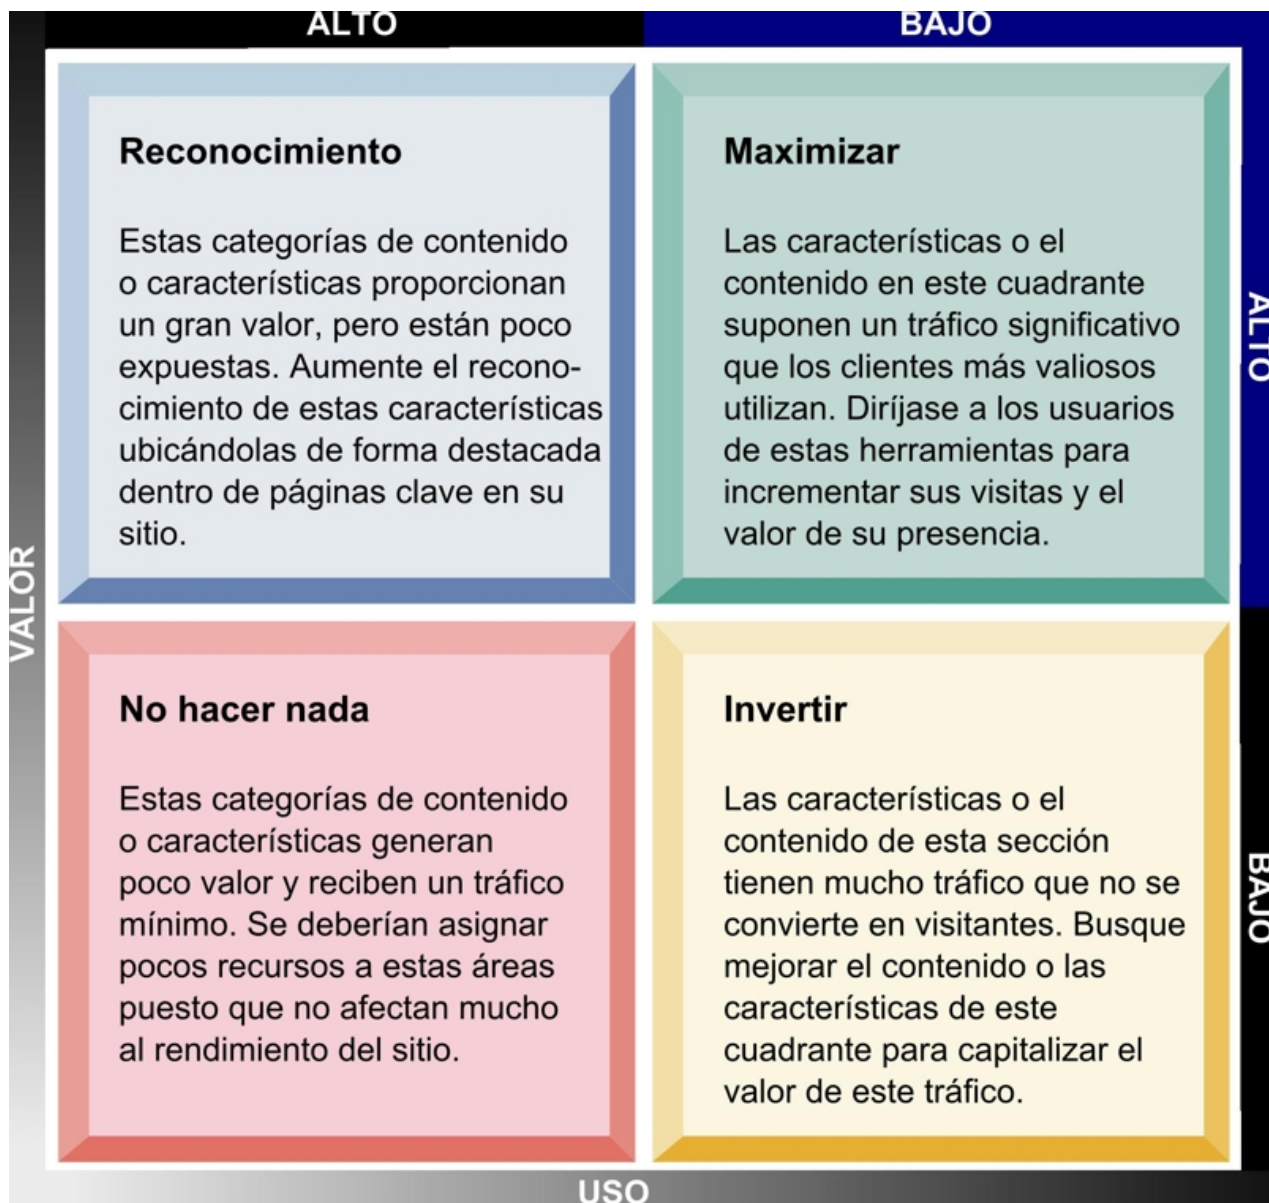 ALTO
BAJO
Reconocimiento
Estas categorías de contenido
o características proporcionan
un gran valor, pero están poco
expuestas. Aumente el recono-
cimiento de estas características
ubicándolas de forma destacada
dentro de páginas clave en su
sitio.
Maximizar
Las características o el
contenido en este cuadrante
suponen un tráfico significativo
que los clientes más valiosos
utilizan. Diríjase a los usuarios
de estas herramientas para
incrementar sus visitas y el
valor de su presencia.
ALTO
VALOR
No hacer nada
Estas categorías de contenido
o características generan
poco valor y reciben un tráfico
mínimo. Se deberían asignar
pocos recursos a estas áreas
puesto que no afectan mucho
al rendimiento del sitio.
Invertir
Las características o el
contenido de esta sección
tienen mucho tráfico que no se
convierte en visitantes. Busque
mejorar el contenido o las
características de este
cuadrante para capitalizar el
valor de este tráfico.
BAJO
USO